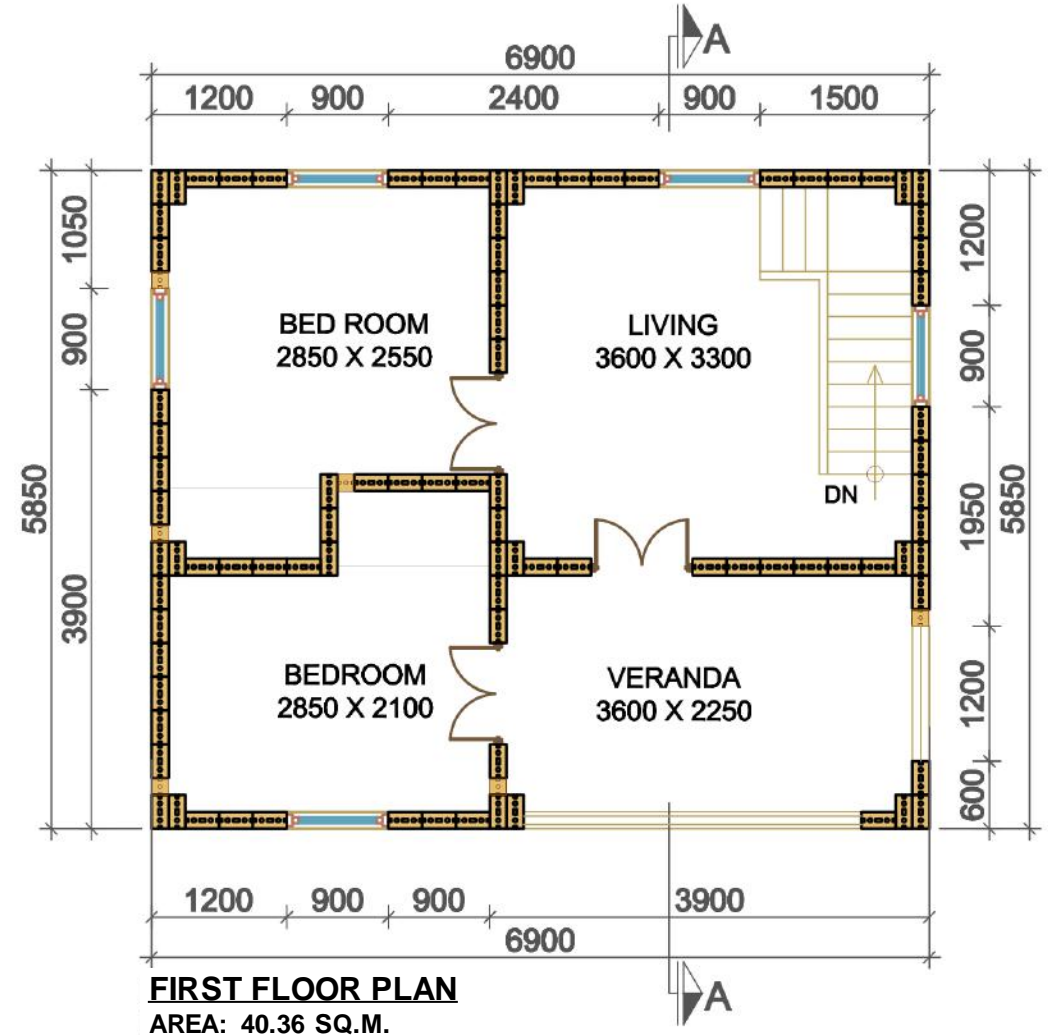 A
6900
1200 900 2400 900 1500
1050
900
3900
5850
1200
900
1950
1200
600
5850
BED ROOM
2850 X 2550
LIVING
3600 X 3300
DN
BEDROOM
2850 X 2100
VERANDA
3600 X 2250
1200 900 900 3900
6900
A
FIRST FLOOR PLAN
AREA: 40.36 SQ.M.